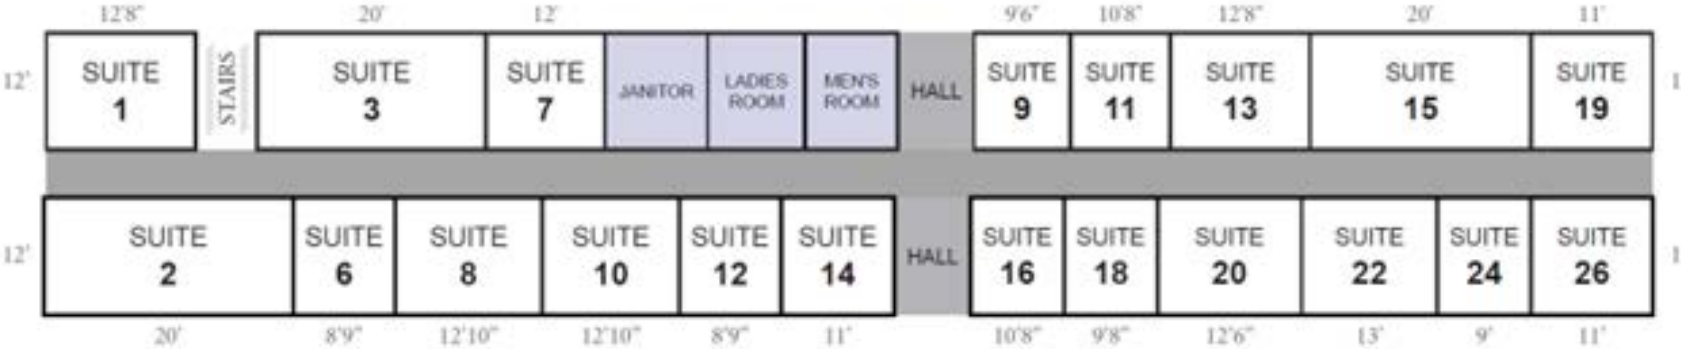 12'8" 20' 12' 9'6" 10'8" 12'8" 20' 11'
12' SUITE 1 STAIRS SUITE 3 SUITE 7 JANITOR LADIES ROOM MEN'S ROOM HALL SUITE 9 SUITE 11 SUITE 13 SUITE 15 SUITE 19 1
12' SUITE 2 SUITE 6 SUITE 8 SUITE 10 SUITE 12 SUITE 14 HALL SUITE 16 SUITE 18 SUITE 20 SUITE 22 SUITE 24 SUITE 26 1
20' 8'9" 12'10" 12'10" 8'9" 11' 10'8" 9'8" 12'6" 13' 9' 11'